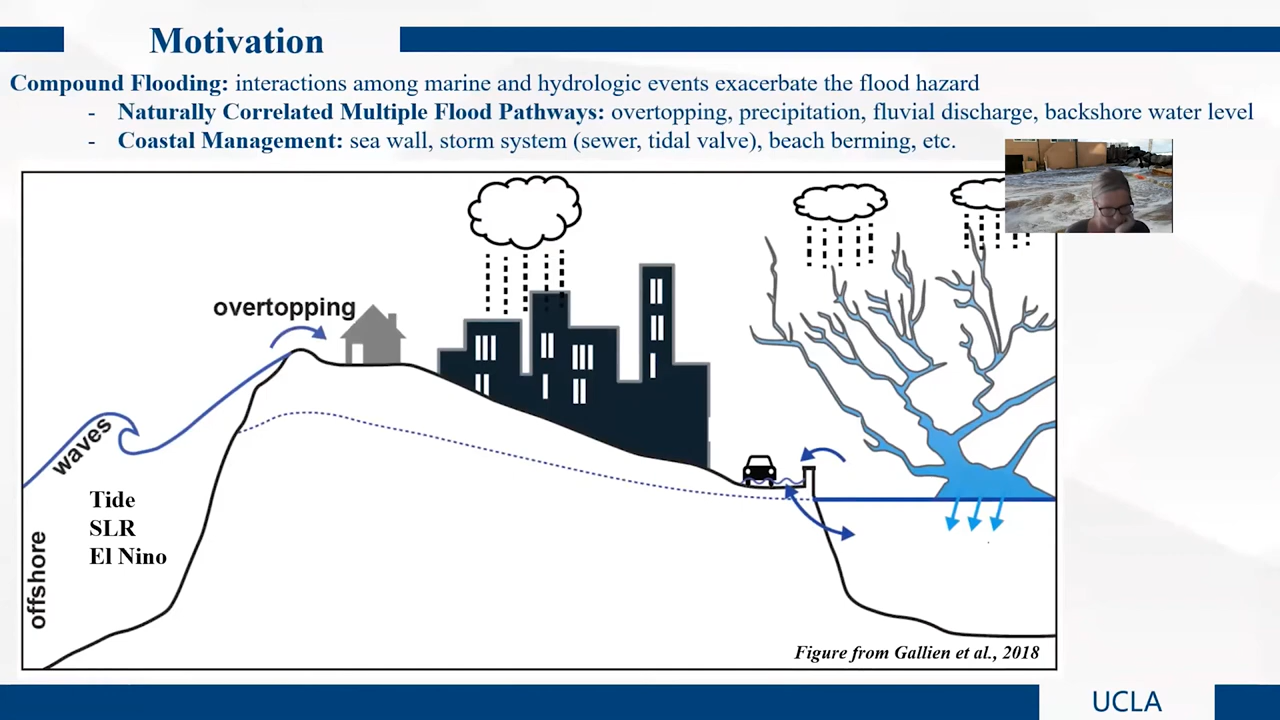 Motivation
Compound Flooding: interactions among marine and hydrologic events exacerbate the flood hazard
- Naturally Correlated Multiple Flood Pathways: overtopping, precipitation, fluvial discharge, backshore water level
- Coastal Management: sea wall, storm system (sewer, tidal valve), beach berming, etc.
overtopping
waves
Tide
SLR
El Nino
offshore
Figure from Gallien et al., 2018
UCLA